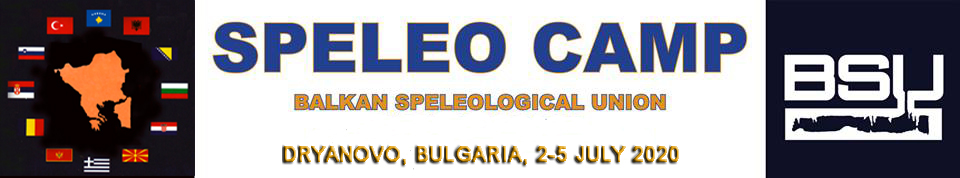 SPELEO CAMP
BALKAN SPELEOLOGICAL UNION
DRYANOVO, BULGARIA, 2-5 JULY 2020
BSU